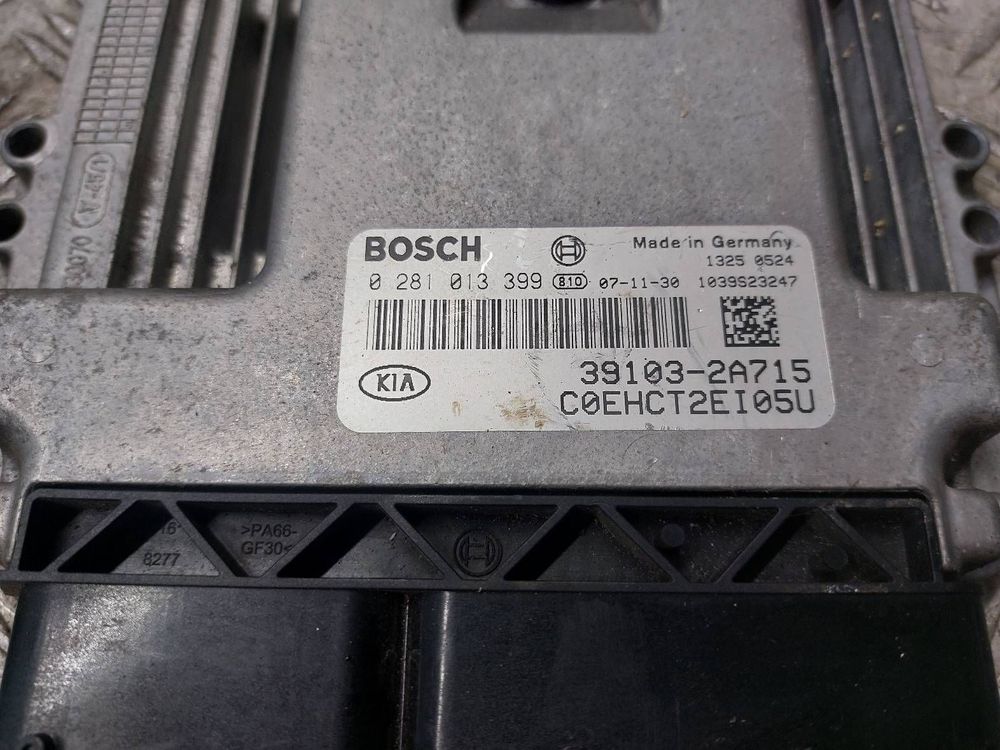 BOSCH Made in Germany
1325 0524
0 281 013 399 810 07-11-30 1039S23247
KIA 39103-2A715
C0EHCT2EI05U
>PA66-
GF30<
8277